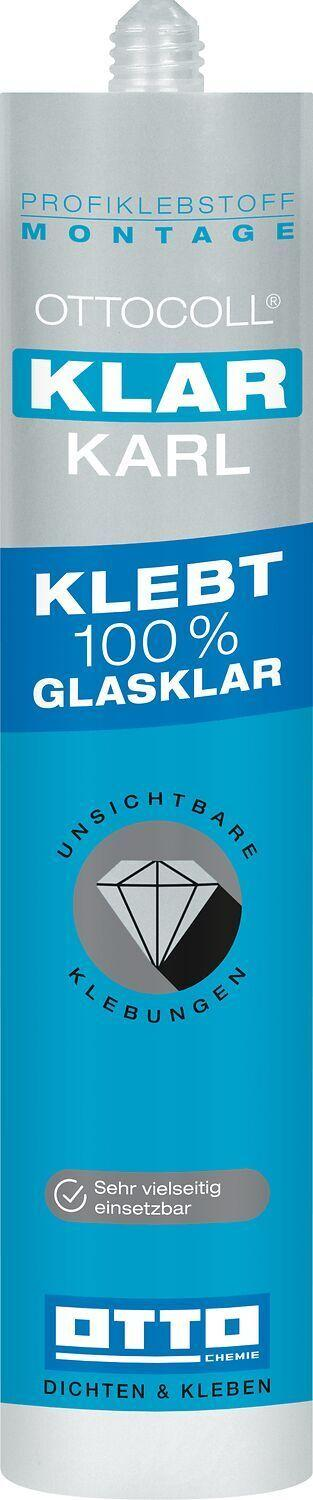 PROFIKLEBSTOFF
MONTAGE
OTTOCOLL®
KLAR
KARL
KLEBT
100 %
GLASKLAR
UNSICHTBARE
KLEBUNGEN
Sehr vielseitig
einsetzbar
OTTO
CHEMIE
DICHTEN & KLEBEN